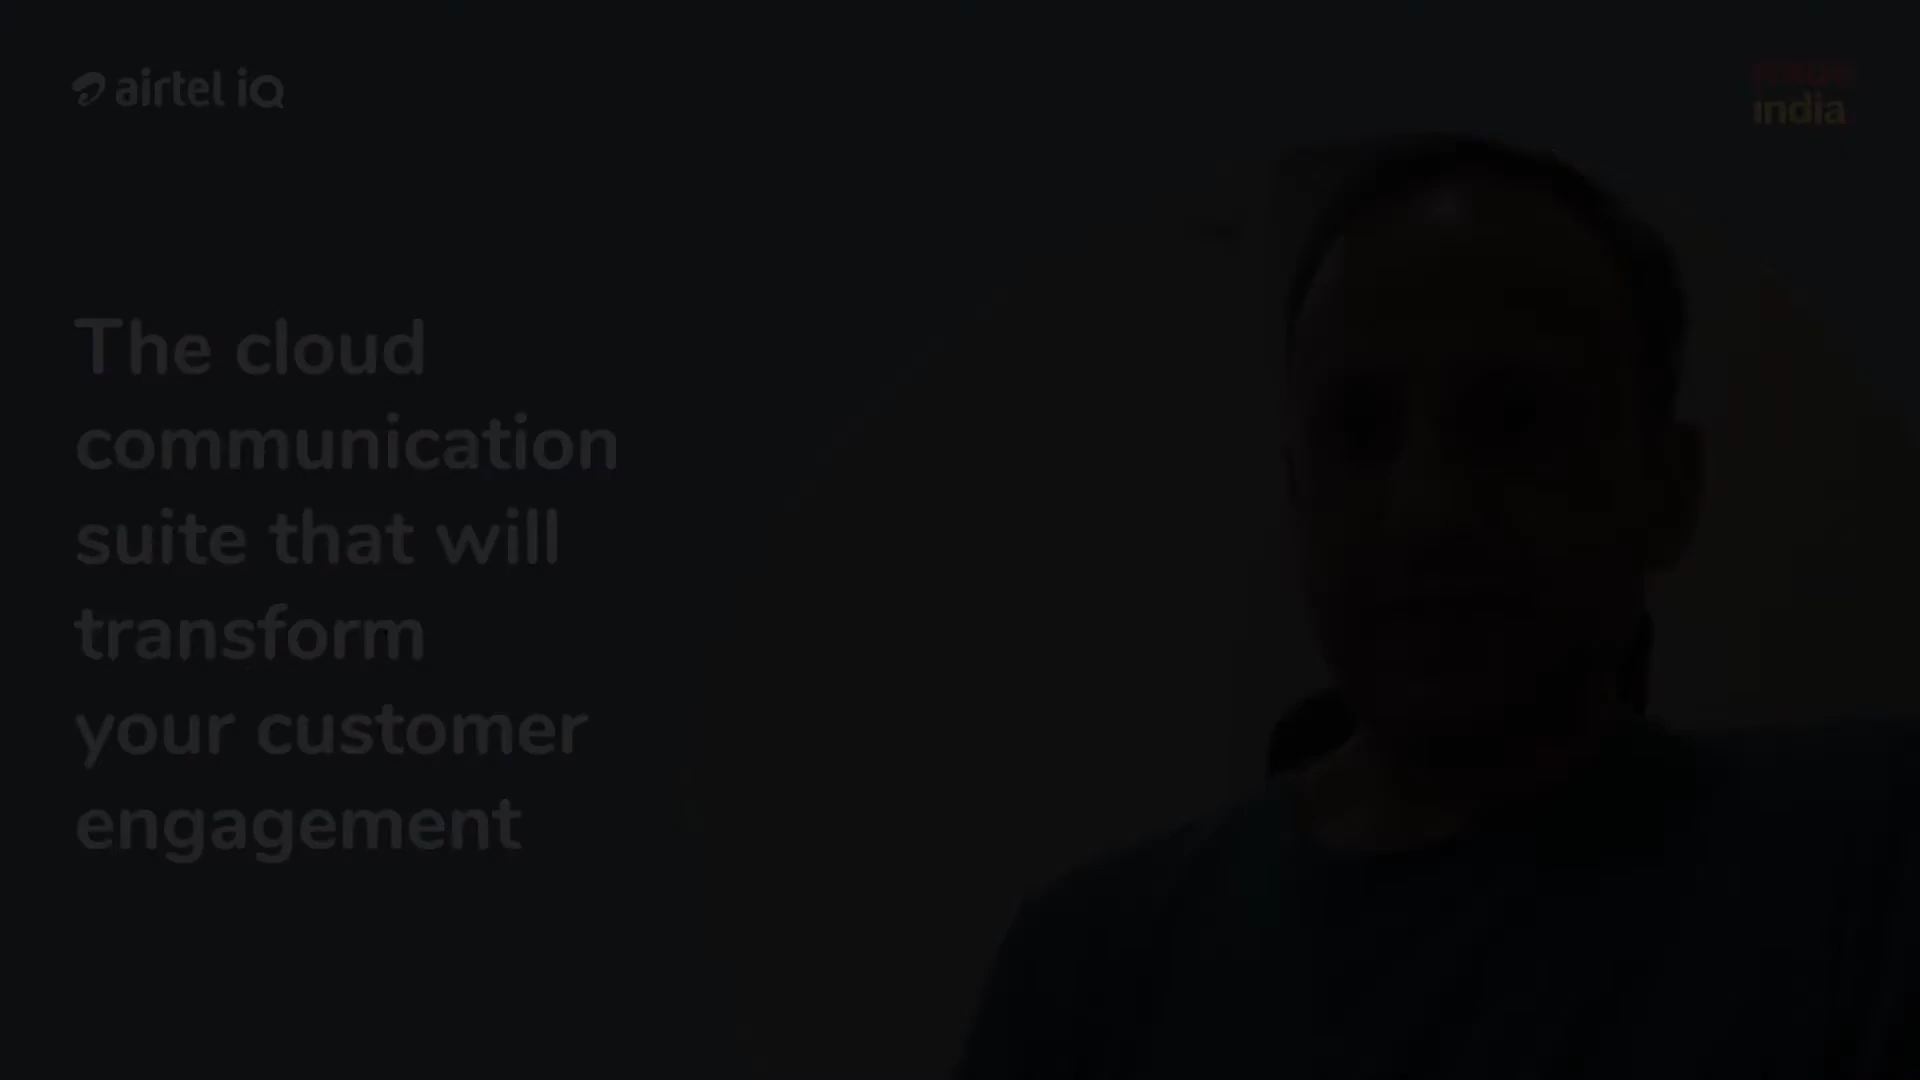 airtel iQ
india
The cloud
communication
suite that will
transform
your customer
engagement